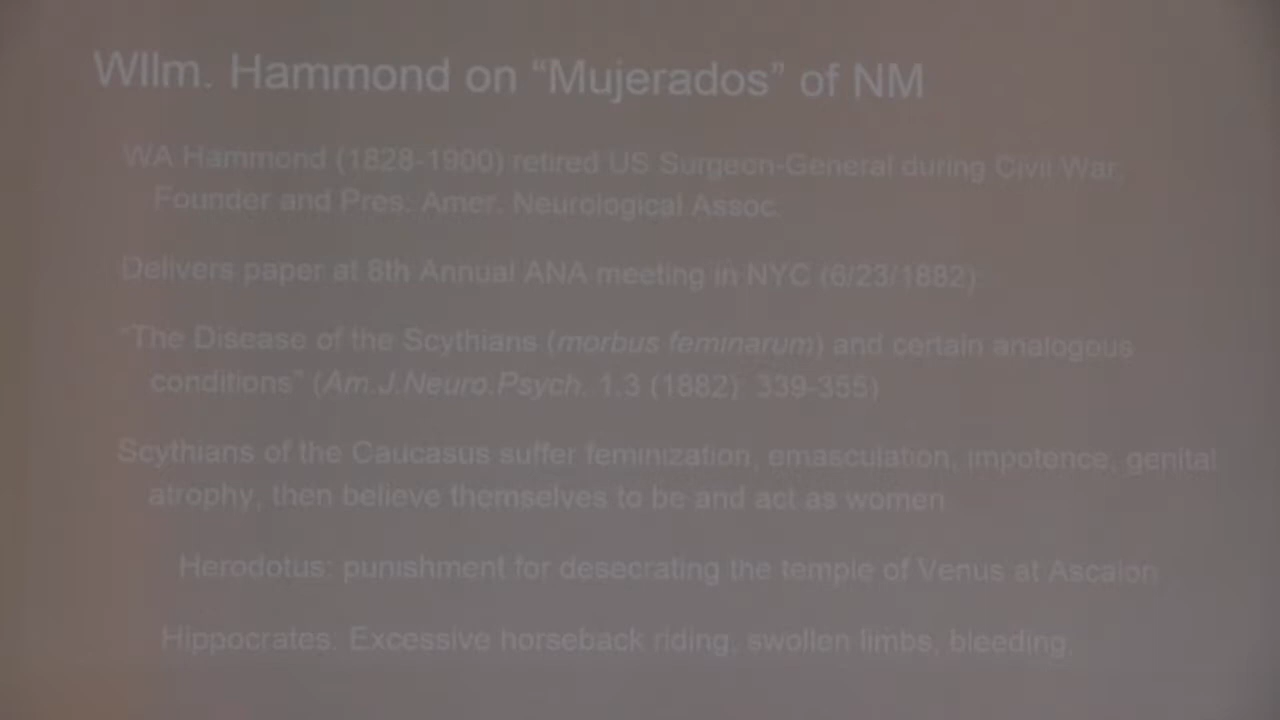 WIlm. Hammond on “Mujerados” of NM
WA Hammond (1828-1900) retired US Surgeon-General during Civil War,
Founder and Pres. Amer. Neurological Assoc.
Delivers paper at 8th Annual ANA meeting in NYC (6/23/1882)
“The Disease of the Scythians (morbus feminarum) and certain analogous
conditions” (Am.J.Neuro.Psych. 1.3 (1882): 339-355)
Scythians of the Caucasus suffer feminization, emasculation, impotence, genital
atrophy, then believe themselves to be and act as women
Herodotus: punishment for desecrating the temple of Venus at Ascalon
Hippocrates. Excessive horseback riding, swollen limbs, bleeding,